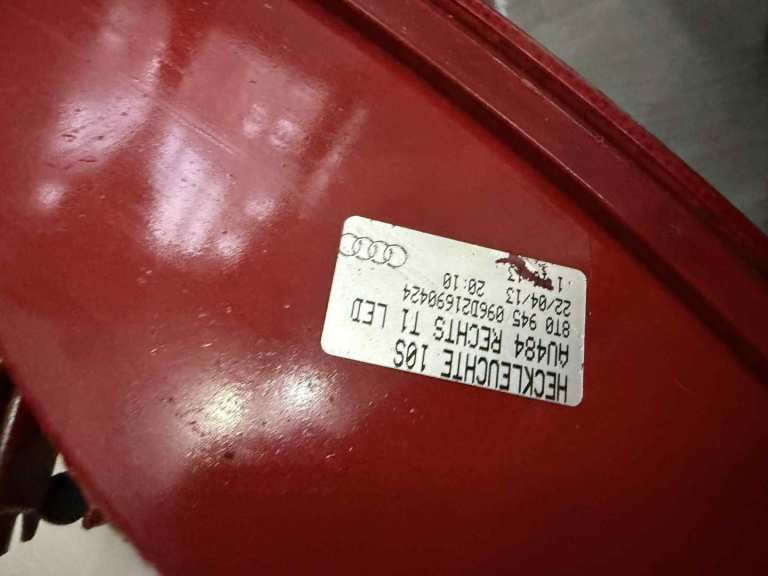 HECKLEUCHTE 10S
AU484 RECHTS T1 LED
8T0 945 096D21690424
22/04/13 20:10